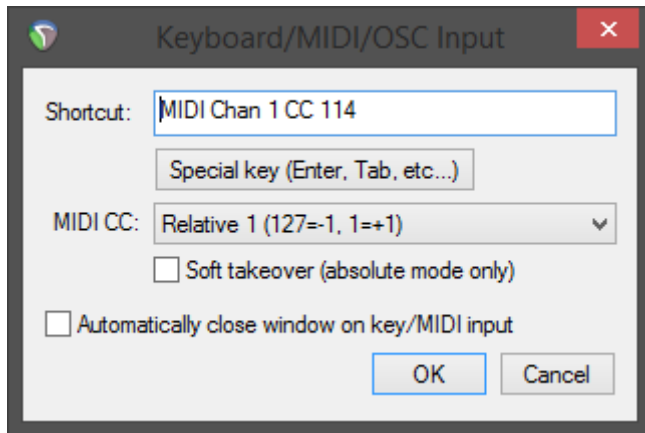 Keyboard/MIDI/OSC Input
Shortcut: MIDI Chan 1 CC 114
Special key (Enter, Tab, etc...)
MIDI CC: Relative 1 (127=-1, 1=+1)
Soft takeover (absolute mode only)
Automatically close window on key/MIDI input
OK Cancel